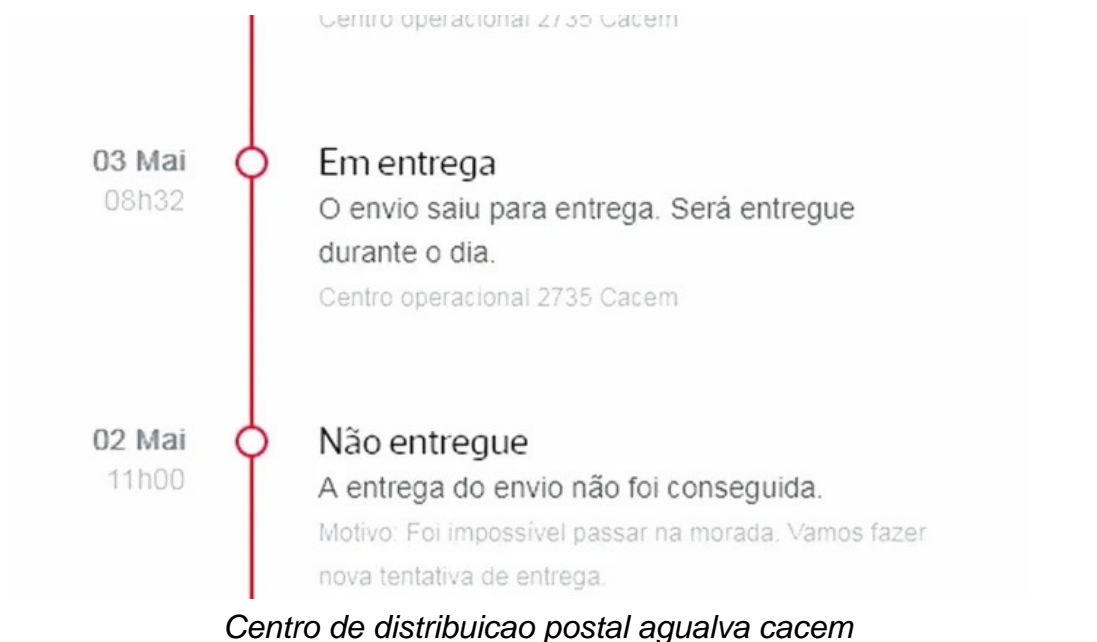 Centro operacional 2735 Cacem
03 Mai
08h32
Em entrega
O envio saiu para entrega. Será entregue
durante o dia.
Centro operacional 2735 Cacem
02 Mai
11h00
Não entregue
A entrega do envio não foi conseguida.
Motivo: Foi impossível passar na morada. Vamos fazer
nova tentativa de entrega.
Centro de distribuicao postal agualva cacem